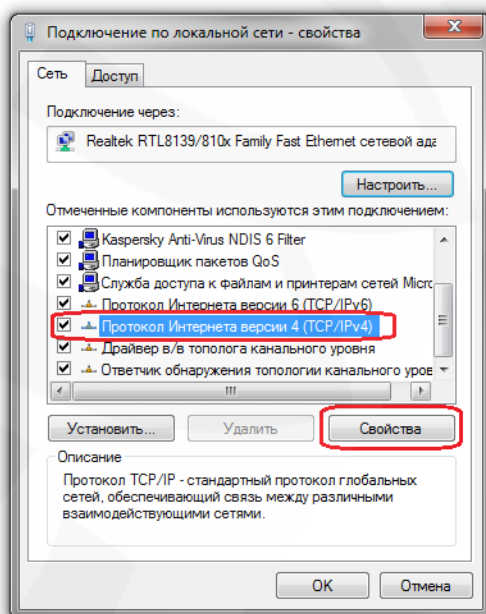 Подключение по локальной сети - свойства
Сеть
Доступ
Подключение через:
Realtek RTL8139/810x Family Fast Ethernet сетевой ада
Настроить...
Отмеченные компоненты используются этим подключением:
Kaspersky Anti-Virus NDIS 6 Filter
Планировщик пакетов QoS
Служба доступа к файлам и принтерам сетей Micro
Протокол Интернета версии 6 (TCP/IPv6)
Протокол Интернета версии 4 (TCP/IPv4)
Драйвер в/в тополога канального уровня
Ответчик обнаружения топологии канального уров
Установить...
Удалить
Свойства
Описание
Протокол TCP/IP - стандартный протокол глобальных
сетей, обеспечивающий связь между различными
взаимодействующими сетями.
OK
Отмена